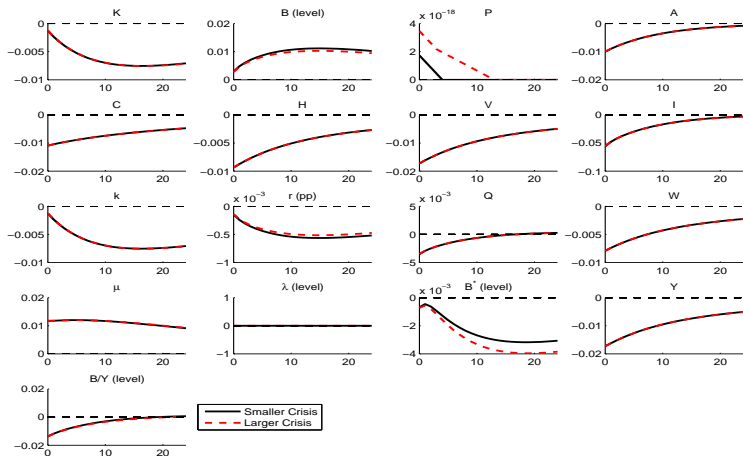 K
B (level)
P
A
0
−0.005
−0.01
0 10 20
0.02
0.01
0
0 10 20
x 10⁻¹⁸
4
2
0
0 10 20
0
−0.01
−0.02
0 10 20
C
H
V
I
0
−0.01
−0.02
0 10 20
0
−0.005
−0.01
0 10 20
0
−0.01
−0.02
0 10 20
0
−0.05
−0.1
0 10 20
k
r (pp)
Q
W
0
−0.005
−0.01
0 10 20
x 10⁻³
0
−0.5
−1
0 10 20
x 10⁻³
5
0
−5
0 10 20
0
−0.005
−0.01
0 10 20
μ
λ (level)
B* (level)
Y
0.02
0.01
0
0 10 20
1
0
−1
0 10 20
x 10⁻³
0
−2
−4
0 10 20
0
−0.01
−0.02
0 10 20
B/Y (level)
0.02
0
−0.02
0 10 20
Smaller Crisis
Larger Crisis